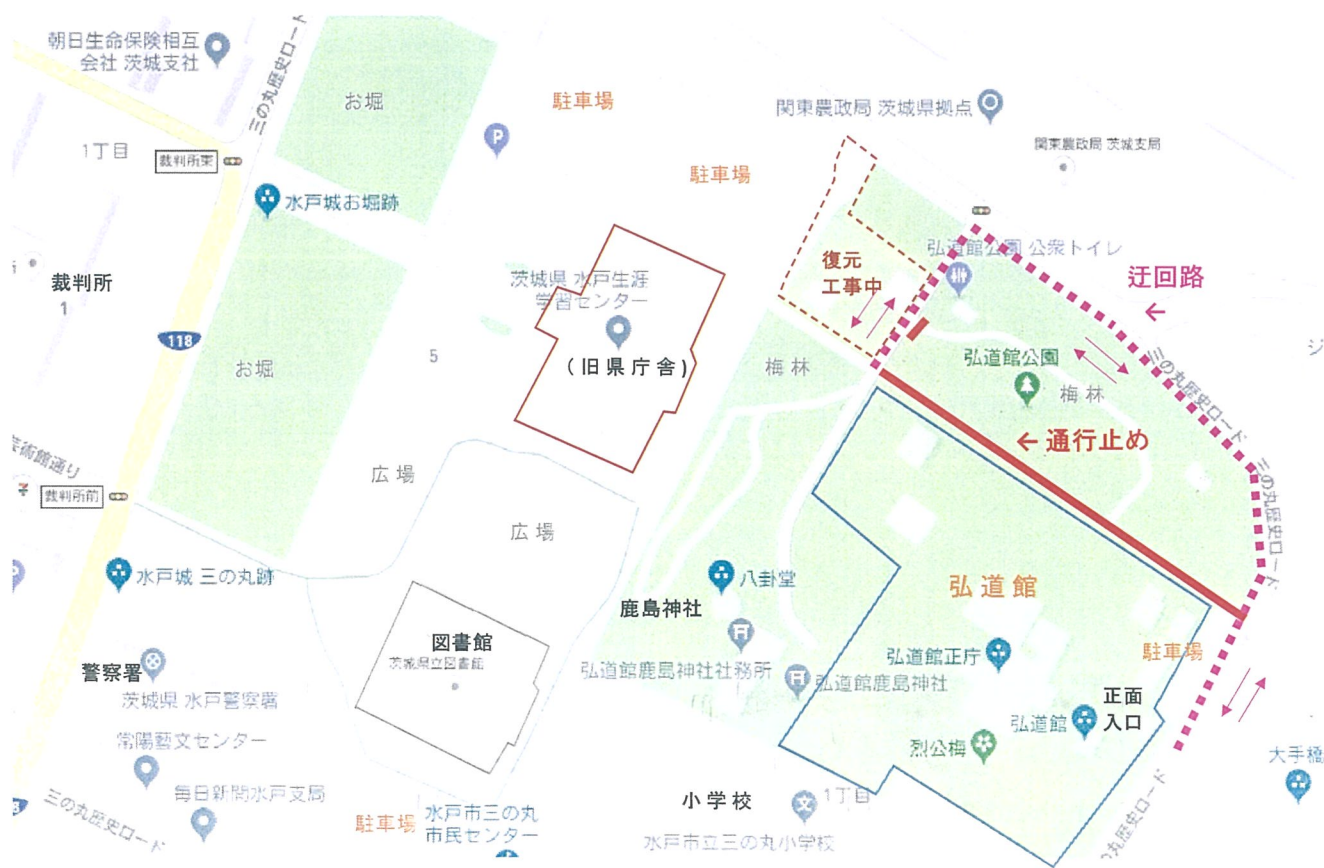 朝日生命保険相互
会社 茨城支社
三の丸歴史ロード
お堀
駐車場
P
関東農政局 茨城県拠点
関東農政局 茨城支局
1丁目
裁判所東
駐車場
水戸城お堀跡
弘道館公園 公衆トイレ
復元
工事中
迂回路
←
裁判所
1
茨城県 水戸生涯
学習センター
118
(旧県庁舎)
5
お堀
梅林
弘道館公園
梅林
三の丸歴史ロード
ジ
←通行止め
芸術館通り
裁判所前
広場
広場
三の丸歴史ロード
水戸城 三の丸跡
八卦堂
弘道館
鹿島神社
図書館
茨城県立図書館
弘道館鹿島神社社務所
弘道館鹿島神社
弘道館正庁
駐車場
警察署
茨城県 水戸警察署
正面
入口
弘道館
烈公梅
常陽藝文センター
大手橋
毎日新聞水戸支局
小学校
文
1丁目
三の丸歴史ロード
駐車場
水戸市三の丸
市民センター
水戸市立三の丸小学校
の丸歴史ロード